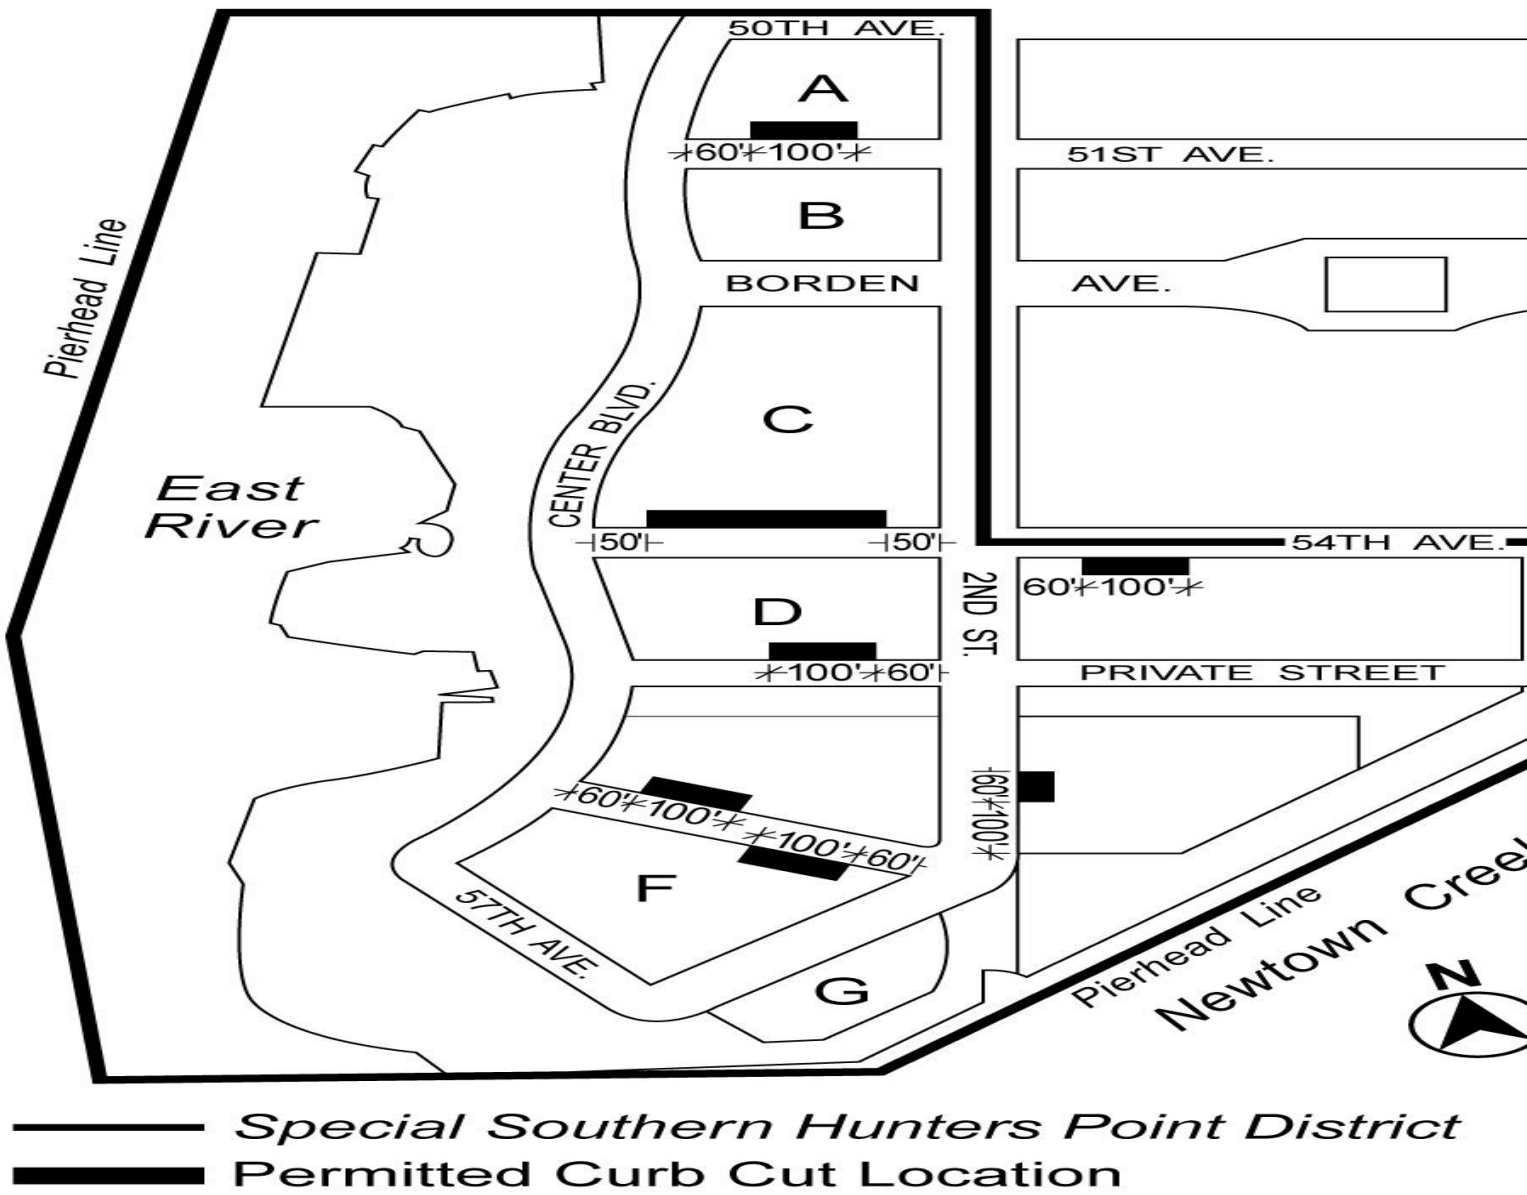 50TH AVE.
A
60' 100'
51ST AVE.
B
Pierhead Line
BORDEN AVE.
CENTER BLVD.
C
East
River
50' 50'
54TH AVE.
2ND ST.
60' 100'
D
100' 60'
PRIVATE STREET
60' 100'
60' 100'
100' 60'
F
57TH AVE.
G
Pierhead Line
Newtown
N
Special Southern Hunters Point District
Permitted Curb Cut Location